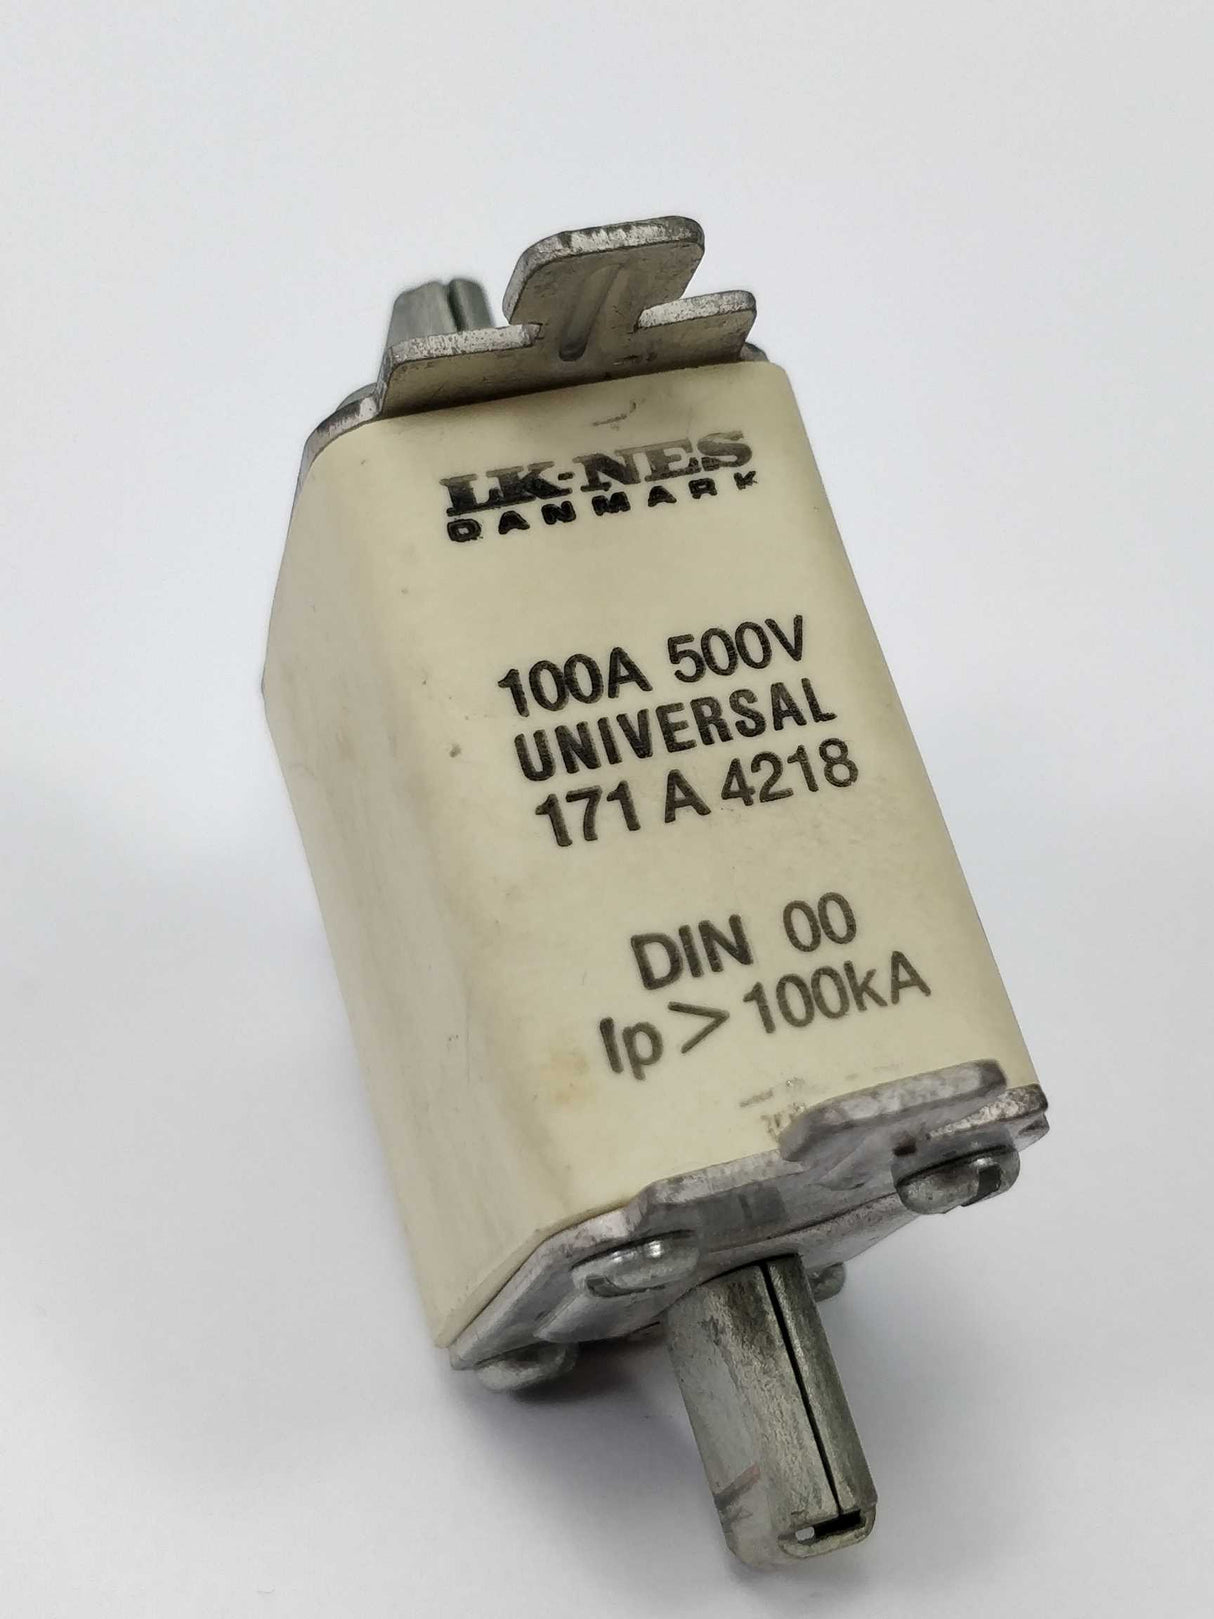 LK-NES
DANMARK
100A 500V
UNIVERSAL
171 A 4218
DIN 00
Ip > 100kA